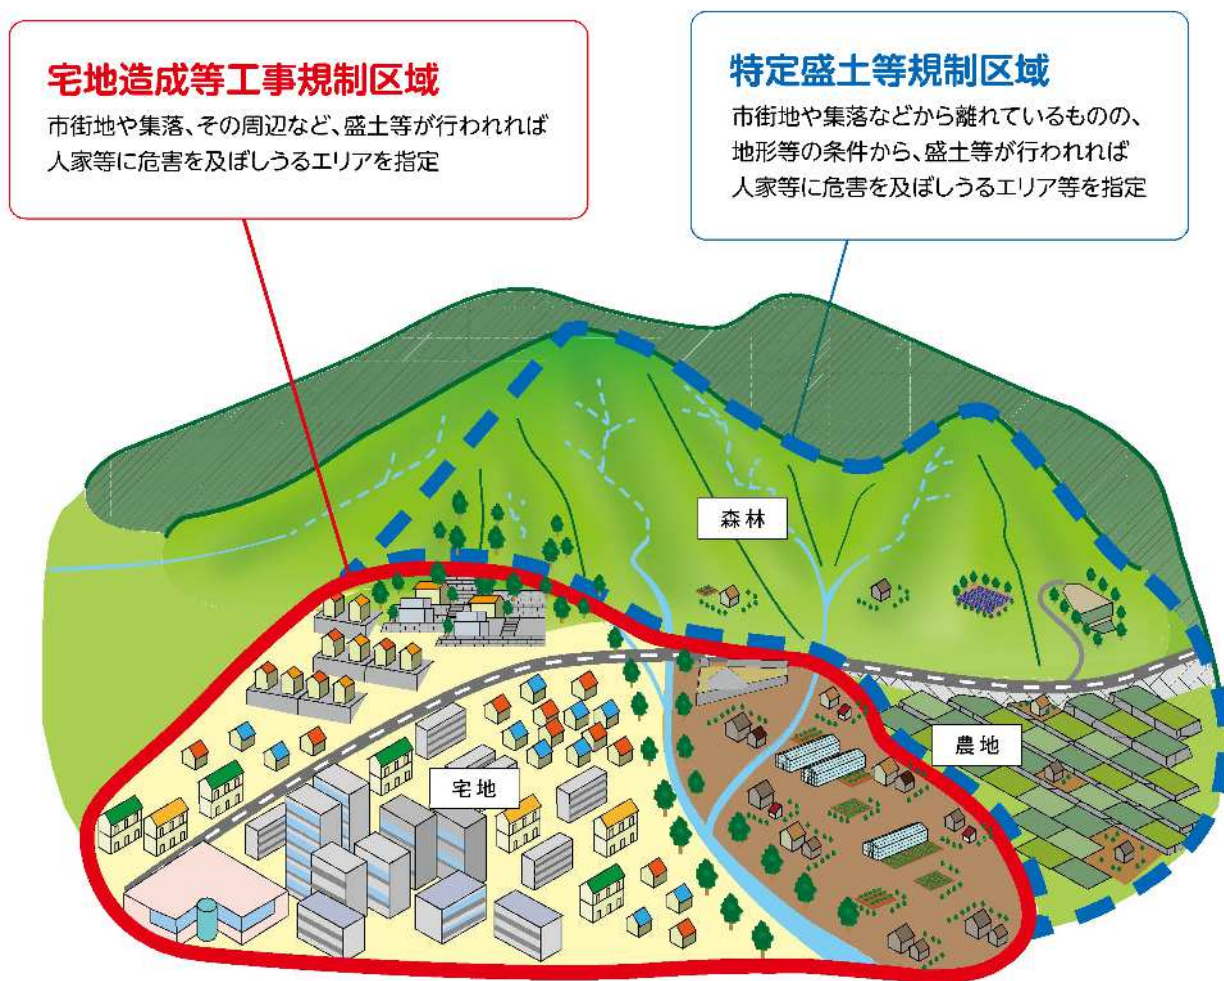 宅地造成等工事規制区域
市街地や集落、その周辺など、盛土等が行われれば
人家等に危害を及ぼしうるエリアを指定
特定盛土等規制区域
市街地や集落などから離れているものの、
地形等の条件から、盛土等が行われれば
人家等に危害を及ぼしうるエリア等を指定
森林
農地
宅地